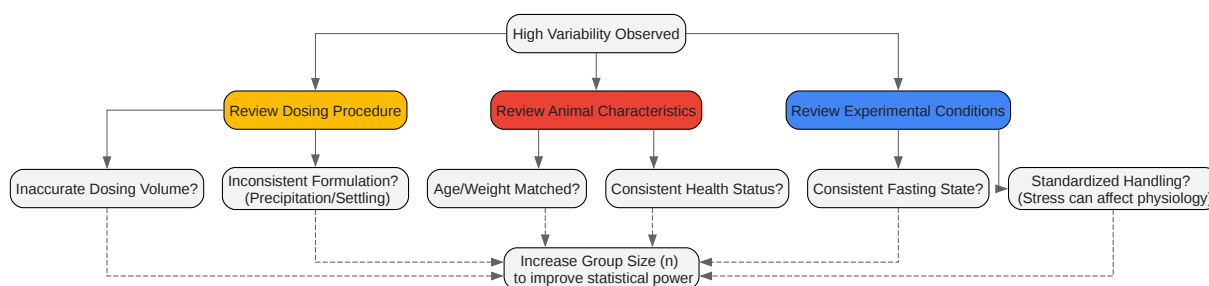 High Variability Observed
Review Dosing Procedure
Review Animal Characteristics
Review Experimental Conditions
Inaccurate Dosing Volume?
Inconsistent Formulation?
(Precipitation/Settling)
Age/Weight Matched?
Consistent Health Status?
Consistent Fasting State?
Standardized Handling?
(Stress can affect physiology)
Increase Group Size (n)
to improve statistical power